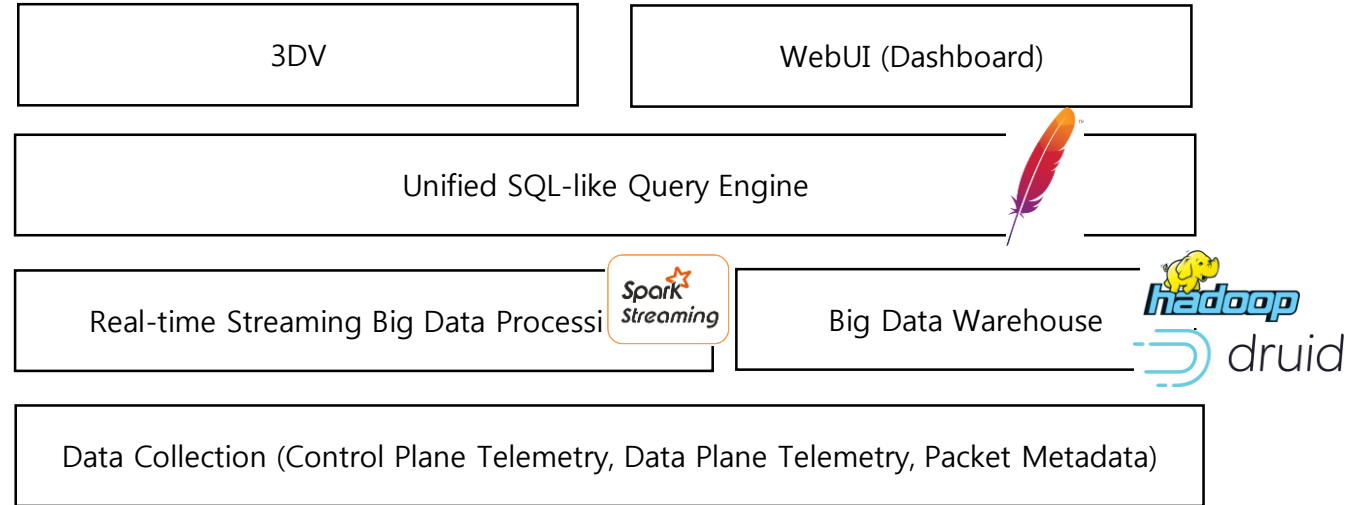 3DV
WebUI (Dashboard)
Unified SQL-like Query Engine
Real-time Streaming Big Data Processi
Spark
Streaming
Big Data Warehouse
hadoop
druid
Data Collection (Control Plane Telemetry, Data Plane Telemetry, Packet Metadata)